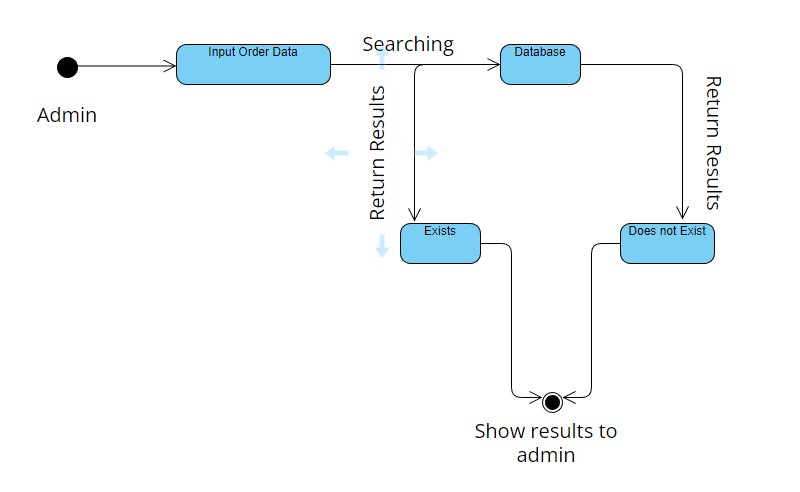 Searching
Input Order Data
Database
Admin
Return Results
Return Results
Exists
Does not Exist
Show results to
admin